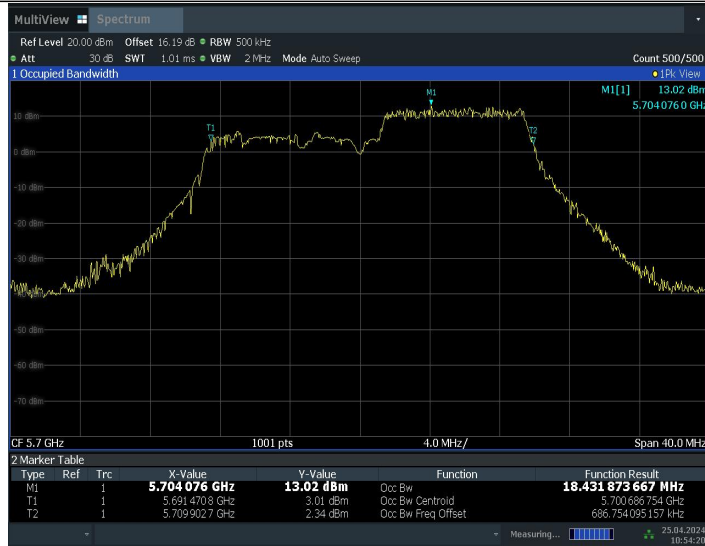 MultiView Spectrum
Ref Level 20.00 dBm Offset 16.19 dB RBW 500 kHz
Att 30 dB SWT 1.01 ms VBW 2 MHz Mode Auto Sweep Count 500/500
1 Occupied Bandwidth 1Pk View
M1[1] 13.02 dBm
5.7040760 GHz
M1
10 dBm
T1
T2
0 dBm
-10 dBm
-20 dBm
-30 dBm
-50 dBm
-60 dBm
-70 dBm
CF 5.7 GHz 1001 pts 4.0 MHz/ Span 40.0 MHz
2 Marker Table
Type Ref Trc X-Value Y-Value Function Function Result
M1 1 5.704 076 GHz 13.02 dBm Occ Bw 18.431 873 667 MHz
T1 1 5.691 470 8 GHz 3.01 dBm Occ Bw Centroid 5.700 686 754 GHz
T2 1 5.709 902 7 GHz 2.34 dBm Occ Bw Freq Offset 686.754 095 157 kHz
Measuring... 25.04.2024
10:54:20